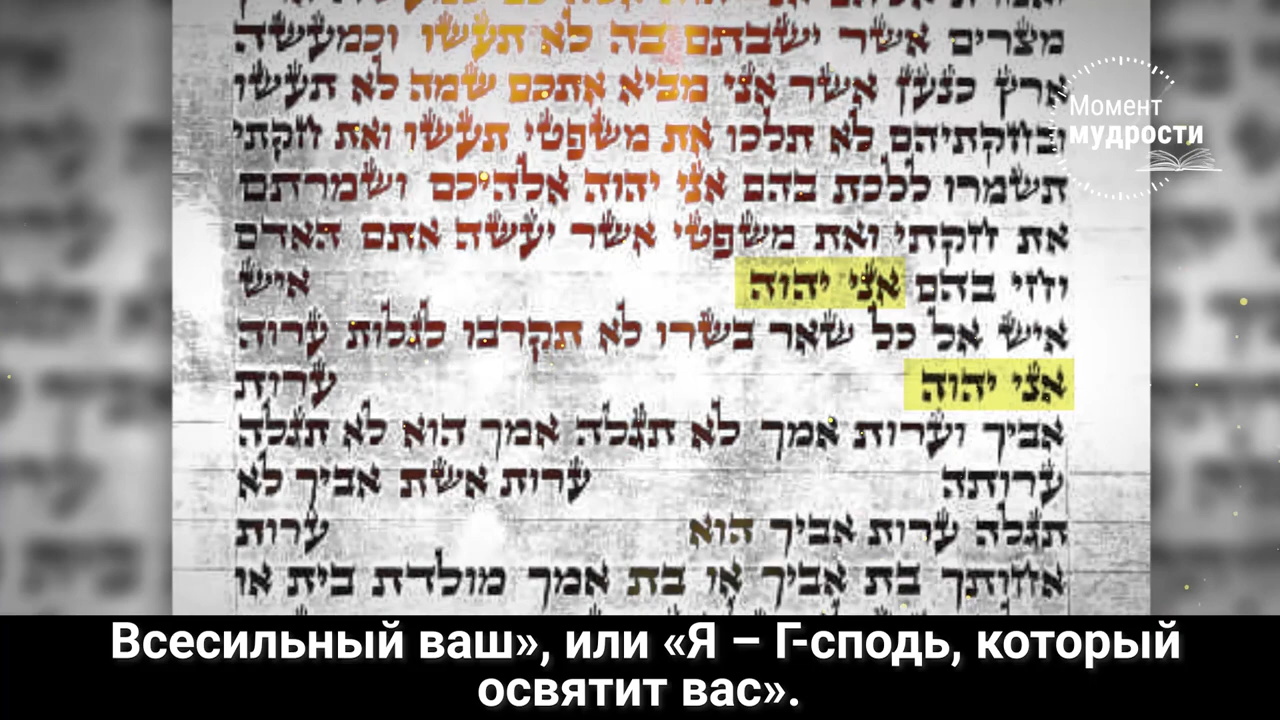 מצרים אשר ישבתם בה לא תעשו וכמעשה
ארץ כנען אשר אני מביא אתכם שמה לא תעשו
ובחקתיהם לא תלכו את משפטי תעשו ואת חקתי
תשמרו ללכת בהם אני יהוה אלהיכם ושמרתם
את חקתי ואת משפטי אשר יעשה אתם האדם
וחי בהם אני יהוה איש
איש אל כל שאר בשרו לא תקרבו לגלות ערוה
אני יהוה ערות
אביך וערות אמך לא תגלה אמך הוא לא תגלה
ערותה ערות אשת אביך לא
תגלה ערות אביך הוא ערות
אחותך בת אביך או בת אמך מולדת בית או
Момент
мудрости
Всесильный ваш», или «Я – Г-сподь, который
освятит вас».